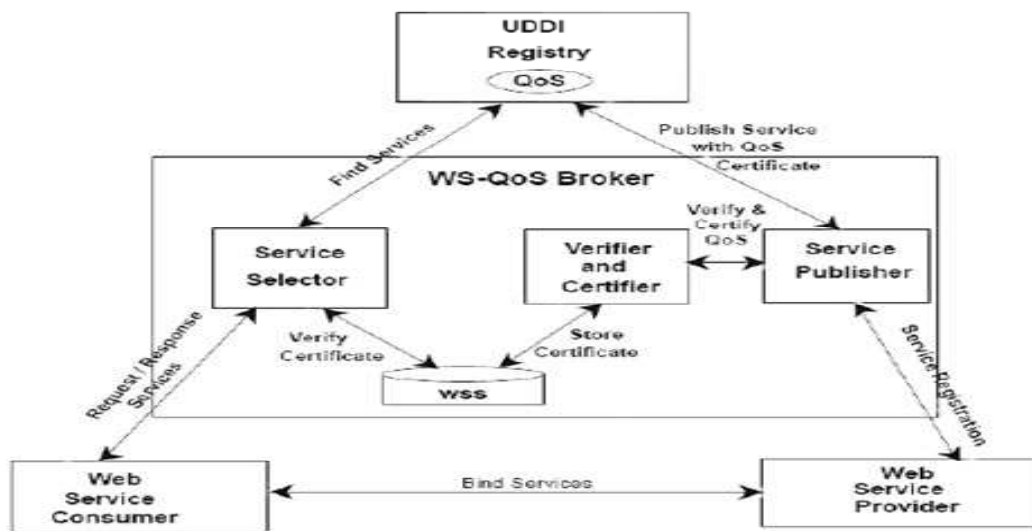 UDDI
Registry
QoS
Find Services
Publish Service
with QoS
Certificate
WS-QoS Broker
Verify &
Certify
QoS
Service
Selector
Verifier
and
Certifier
Service
Publisher
Request / Response
Services
Verify
Certificate
Store
Certificate
Service Registration
wss
Web
Service
Consumer
Bind Services
Web
Service
Provider